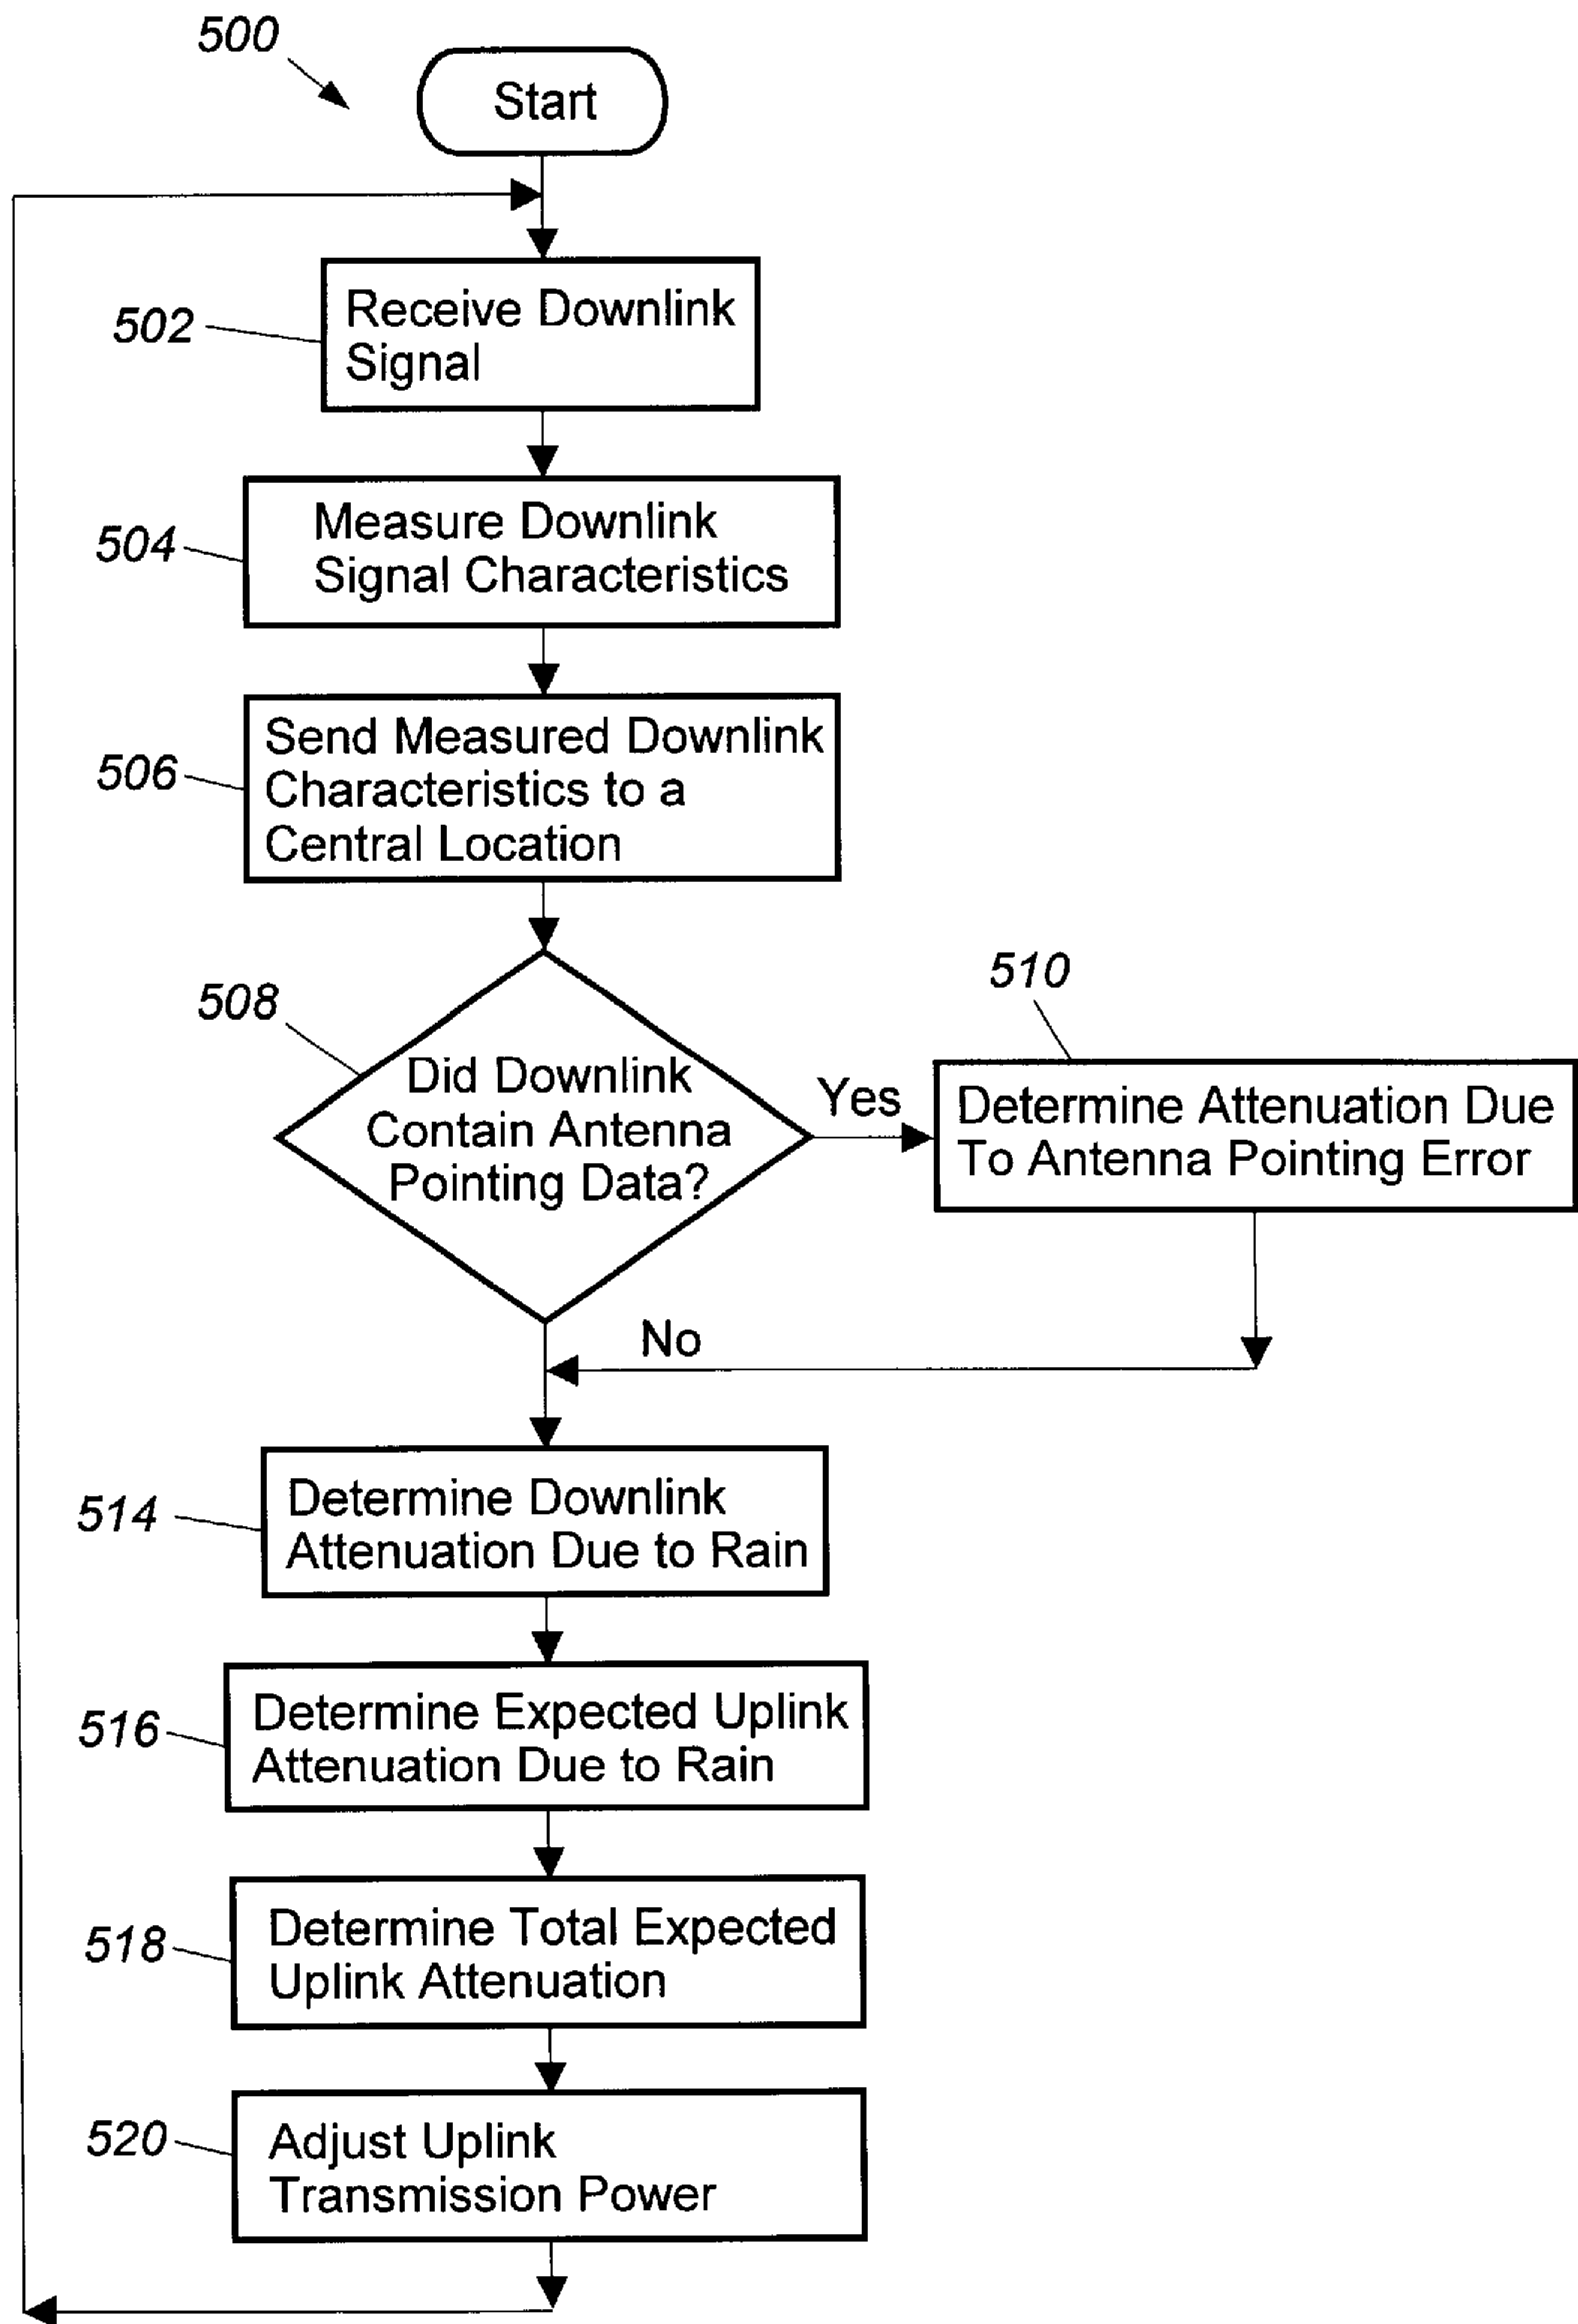 500
Start
502
Receive Downlink
Signal
504
Measure Downlink
Signal Characteristics
506
Send Measured Downlink
Characteristics to a
Central Location
508
Did Downlink
Contain Antenna
Pointing Data?
Yes
510
Determine Attenuation Due
To Antenna Pointing Error
No
514
Determine Downlink
Attenuation Due to Rain
516
Determine Expected Uplink
Attenuation Due to Rain
518
Determine Total Expected
Uplink Attenuation
520
Adjust Uplink
Transmission Power